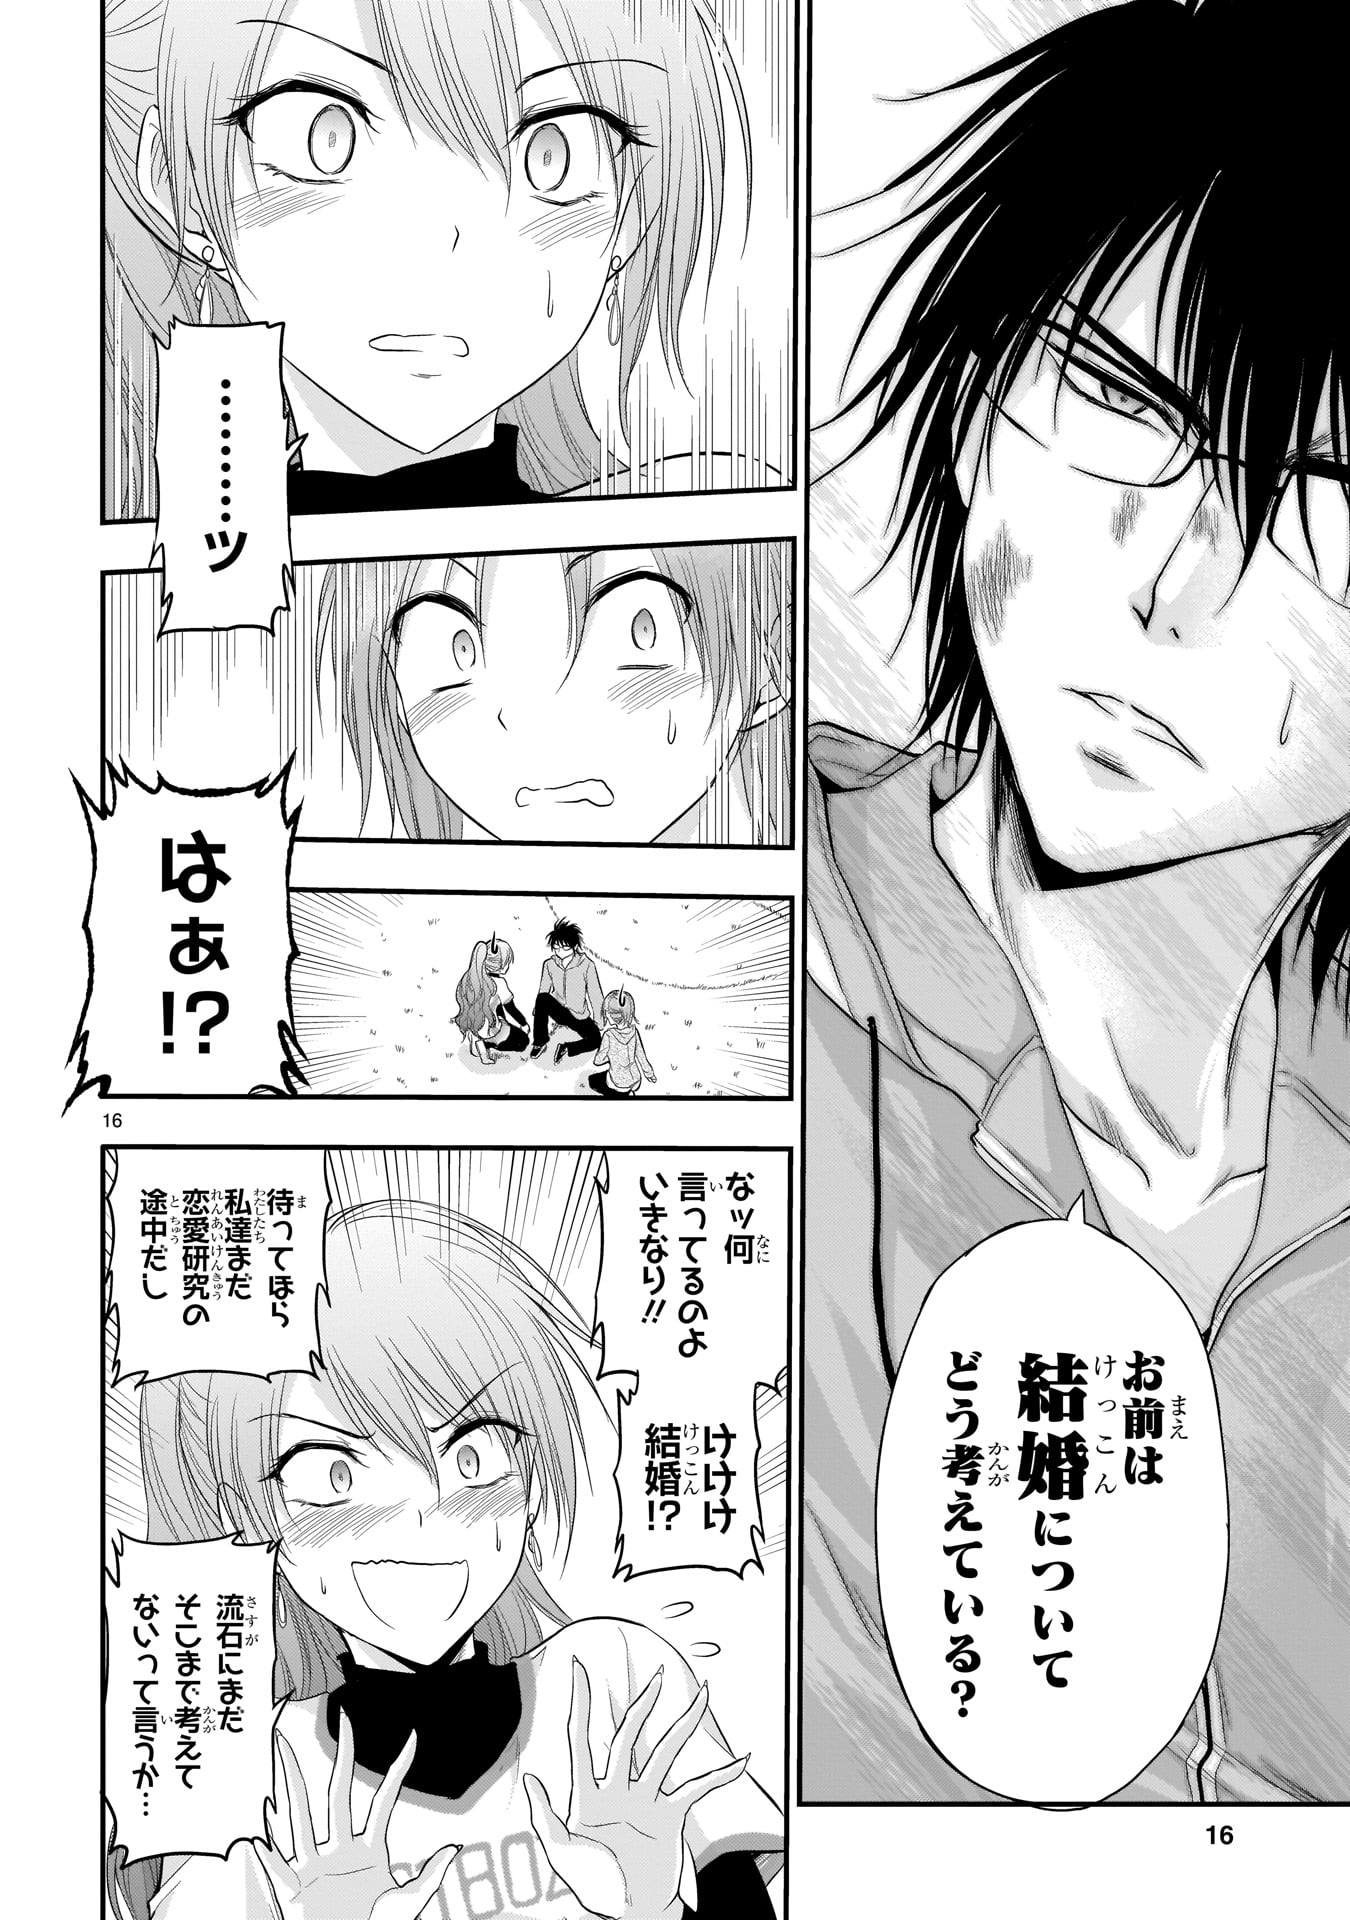 お前は
結婚について
どう考えている?
………ッ
はぁ!?
なッ何
言ってるのよ
いきなり!!
けけけ
結婚!?
待ってほら
私達まだ
恋愛研究の
途中だし
流石にまだ
そこまで考えて
ないって言うか…
16
16